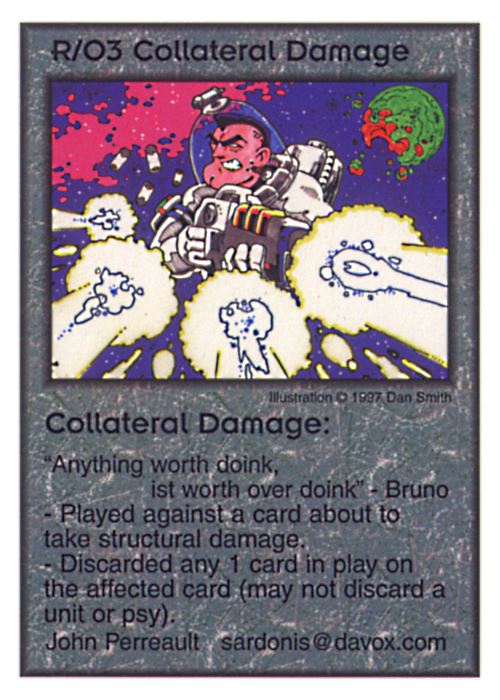 R/O3 Collateral Damage
Illustration © 1997 Dan Smith
Collateral Damage:
“Anything worth doink,
ist worth over doink” - Bruno
- Played against a card about to
take structural damage.
- Discarded any 1 card in play on
the affected card (may not discard a
unit or psy).
John Perreault sardonis@davox.com